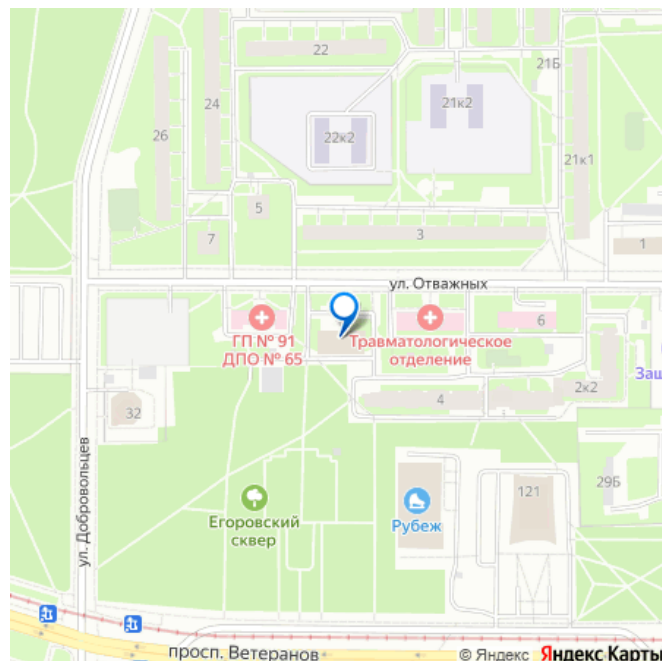 22
21Б
24
21к2
26
22к2
21к1
5
3
7
1
ул. Отважных
ГП № 91
ДПО № 65
Травматологическое
отделение
6
Заш
2к2
4
32
ул. Добровольцев
29Б
121
Егоровский
сквер
Рубеж
просп. Ветеранов
© Яндекс Яндекс Карты